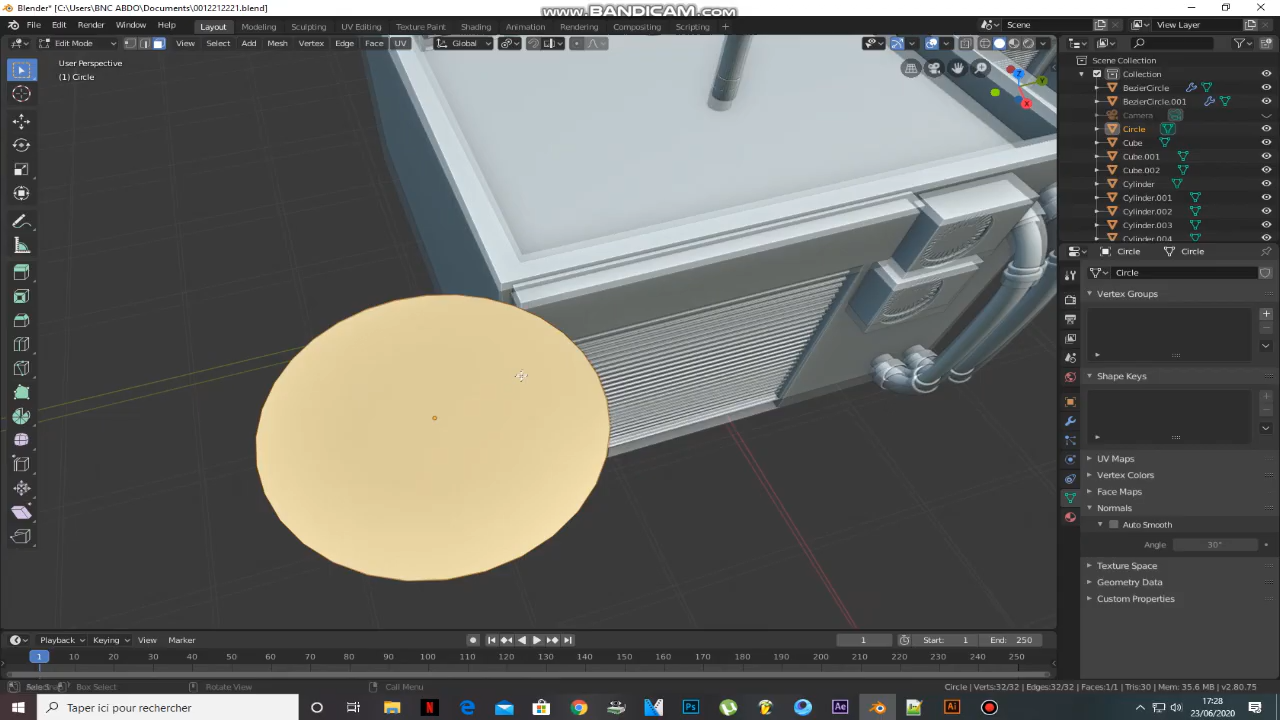 Blender* [C:\Users\BNC ABDO\Documents\0012212221.blend]
www.BANDICAM.com
File Edit Render Window Help Layout Modeling Sculpting UV Editing Texture Paint Shading Animation Rendering Compositing Scripting + Scene View Layer
Edit Mode View Select Add Mesh Vertex Edge Face UV Global
User Perspective
(1) Circle
Z
Y
X
Scene Collection
Collection
BezierCircle
BezierCircle.001
Camera
Circle
Cube
Cube.001
Cube.002
Cylinder
Cylinder.001
Cylinder.002
Cylinder.003
Cylinder.004
Circle Circle
Circle
Vertex Groups
Shape Keys
UV Maps
Vertex Colors
Face Maps
Normals
Auto Smooth
Angle 30°
Texture Space
Geometry Data
Custom Properties
Playback Keying View Marker 1 Start: 1 End: 250
1 10 20 30 40 50 60 70 80 90 100 110 120 130 140 150 160 170 180 190 200 210 220 230 240 250
Box Select Rotate View Call Menu Circle | Verts:32/32 | Edges:32/32 | Faces:1/1 | Tris:30 | Mem: 35.6 MB | v2.80.75
Taper ici pour rechercher
17:28
23/06/2020